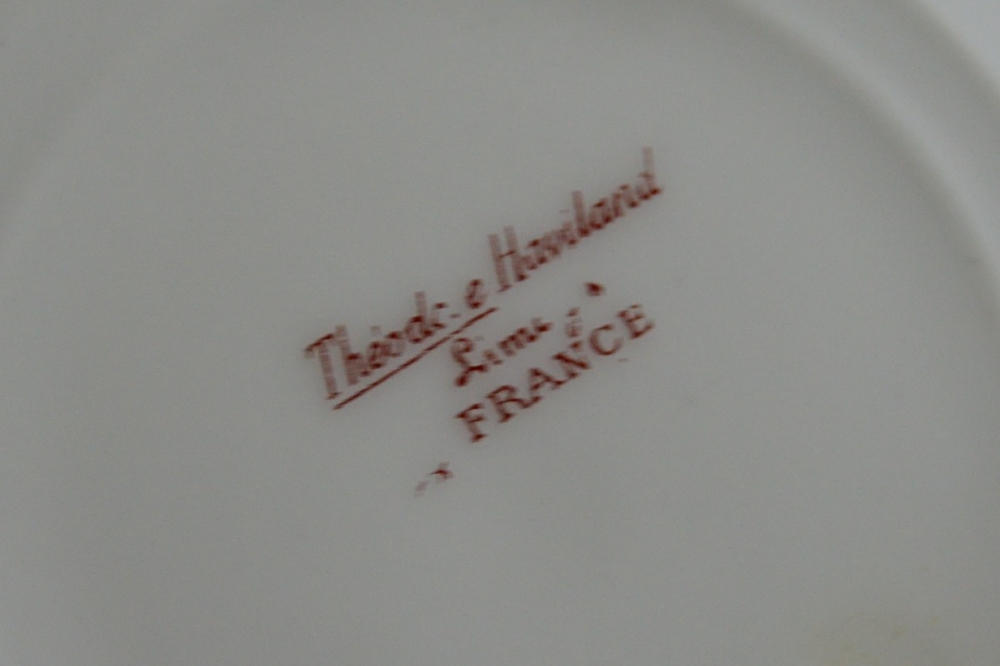 Théodore Haviland
Limoges
FRANCE